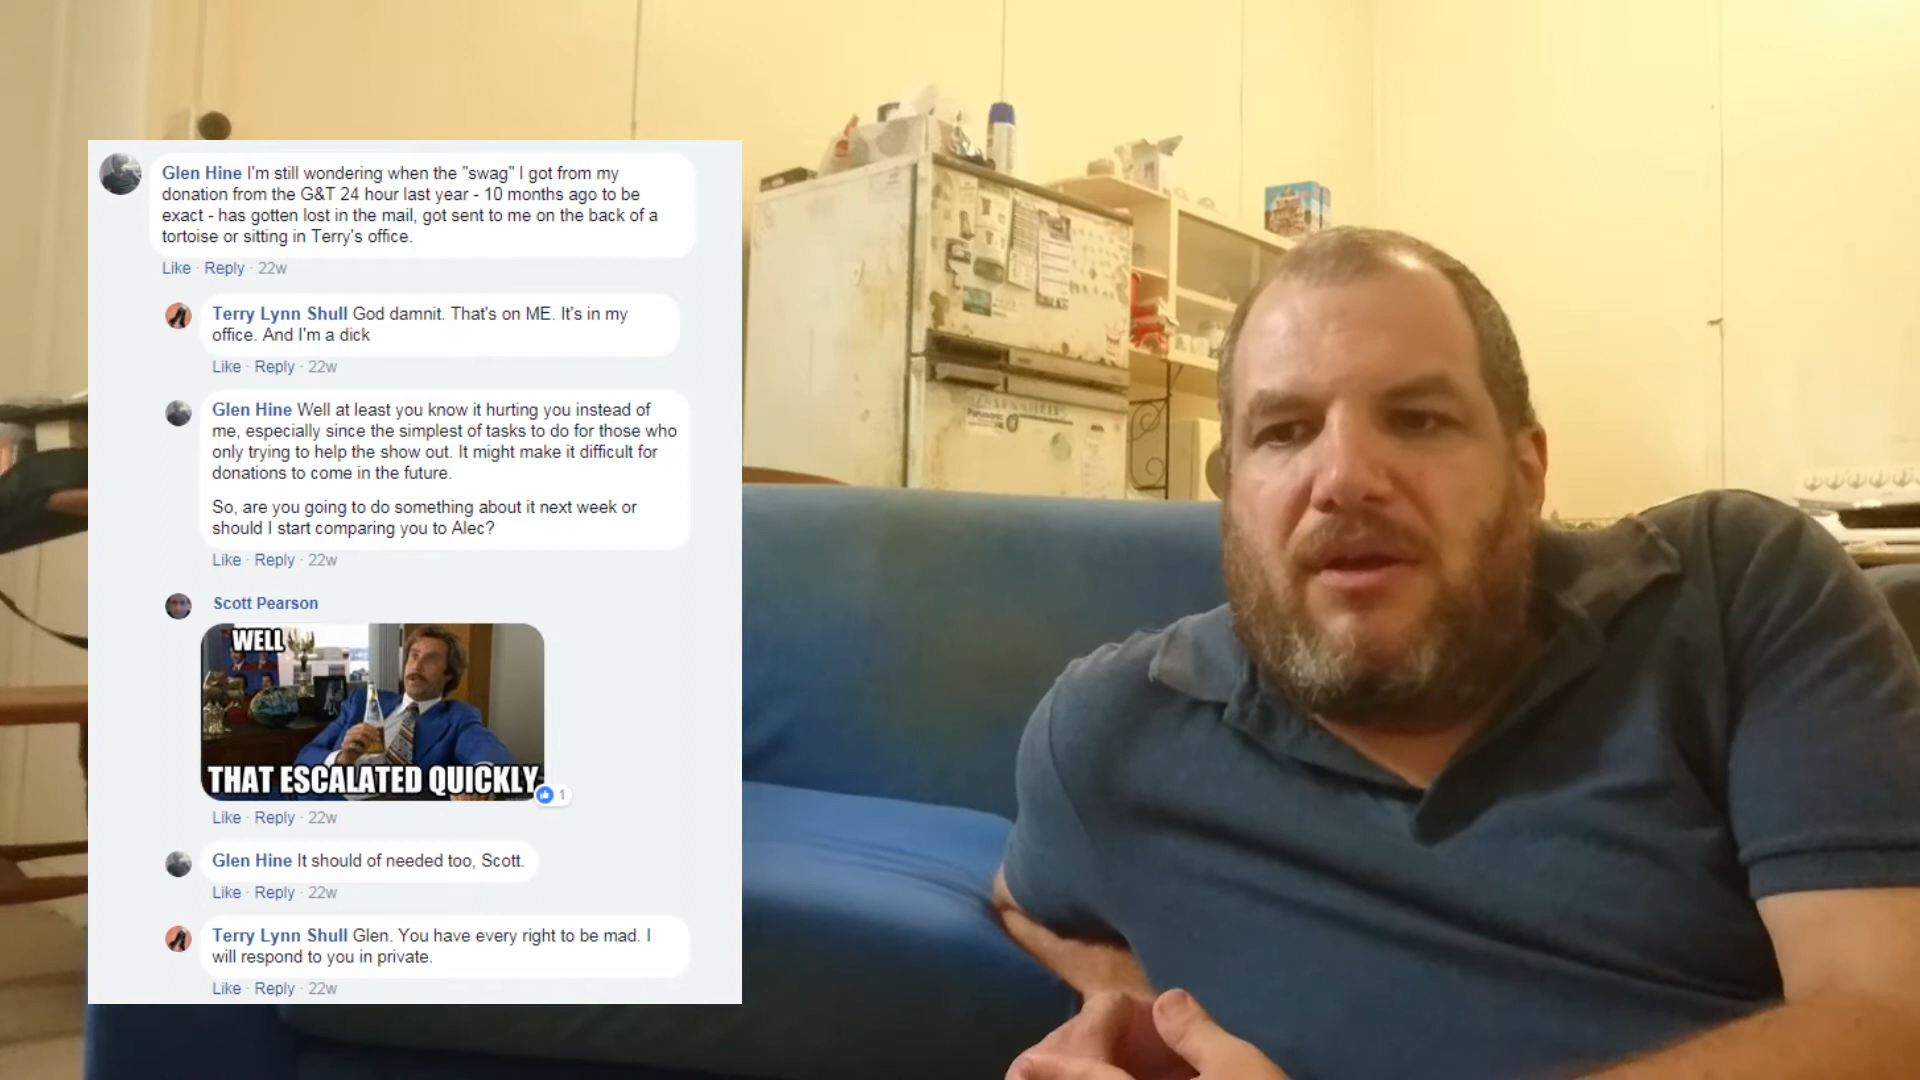 Glen Hine I'm still wondering when the "swag" I got from my
donation from the G&T 24 hour last year - 10 months ago to be
exact - has gotten lost in the mail, got sent to me on the back of a
tortoise or sitting in Terry's office.
Like · Reply · 22w
Terry Lynn Shull God damnit. That's on ME. It's in my
office. And I'm a dick
Like · Reply · 22w
Glen Hine Well at least you know it hurting you instead of
me, especially since the simplest of tasks to do for those who
only trying to help the show out. It might make it difficult for
donations to come in the future.
So, are you going to do something about it next week or
should I start comparing you to Alec?
Like · Reply · 22w
Scott Pearson
WELL
THAT ESCALATED QUICKLY
1
Like · Reply · 22w
Glen Hine It should of needed too, Scott.
Like · Reply · 22w
Terry Lynn Shull Glen. You have every right to be mad. I
will respond to you in private.
Like · Reply · 22w
Panasonic